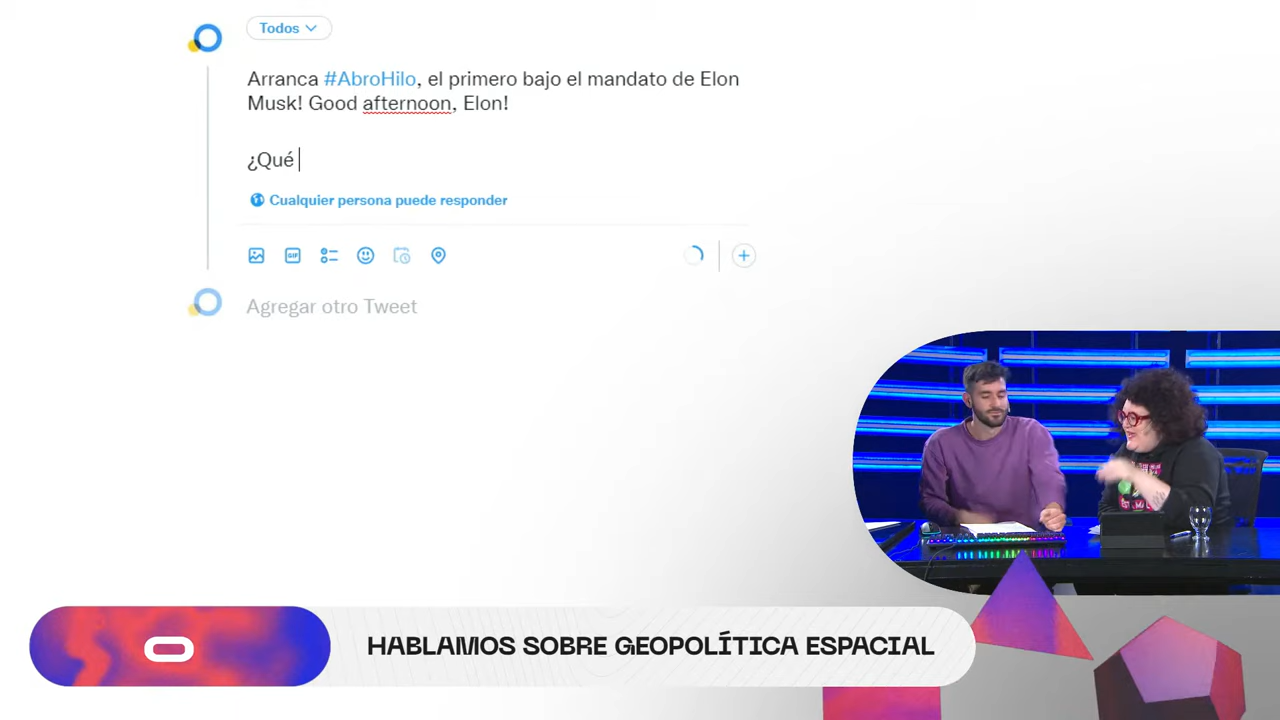 Todos
Arranca #AbroHilo, el primero bajo el mandato de Elon
Musk! Good afternoon, Elon!
¿Qué
Cualquier persona puede responder
GIF
Agregar otro Tweet
HABLAMOS SOBRE GEOPOLÍTICA ESPACIAL